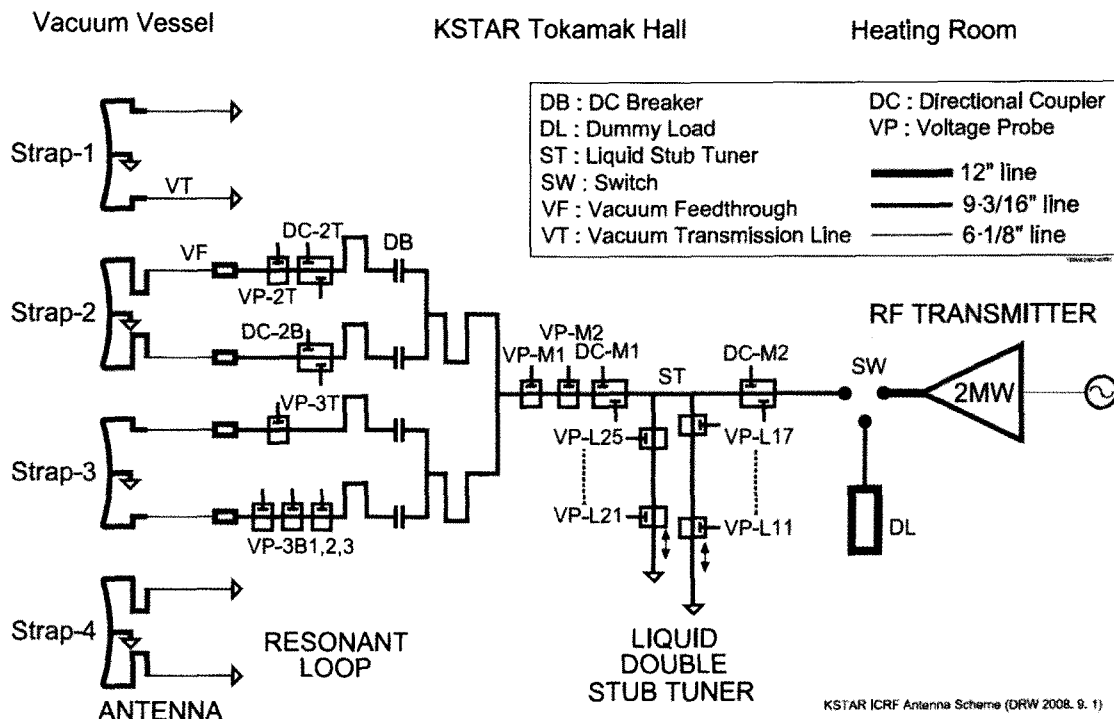 Vacuum Vessel
KSTAR Tokamak Hall
Heating Room
DB : DC Breaker
DL : Dummy Load
ST : Liquid Stub Tuner
SW : Switch
VF : Vacuum Feedthrough
VT : Vacuum Transmission Line
DC : Directional Coupler
VP : Voltage Probe
12" line
9-3/16" line
6-1/8" line
Strap-1
VT
VF
DC-2T
DB
VP-2T
Strap-2
DC-2B
VP-3T
Strap-3
VP-3B1,2,3
Strap-4
RESONANT
LOOP
ANTENNA
VP-M2
VP-M1
DC-M1
ST
DC-M2
VP-L25
VP-L17
VP-L21
VP-L11
LIQUID
DOUBLE
STUB TUNER
RF TRANSMITTER
SW
2MW
DL
KSTAR ICRF Antenna Scheme (DRW 2008. 9. 1)